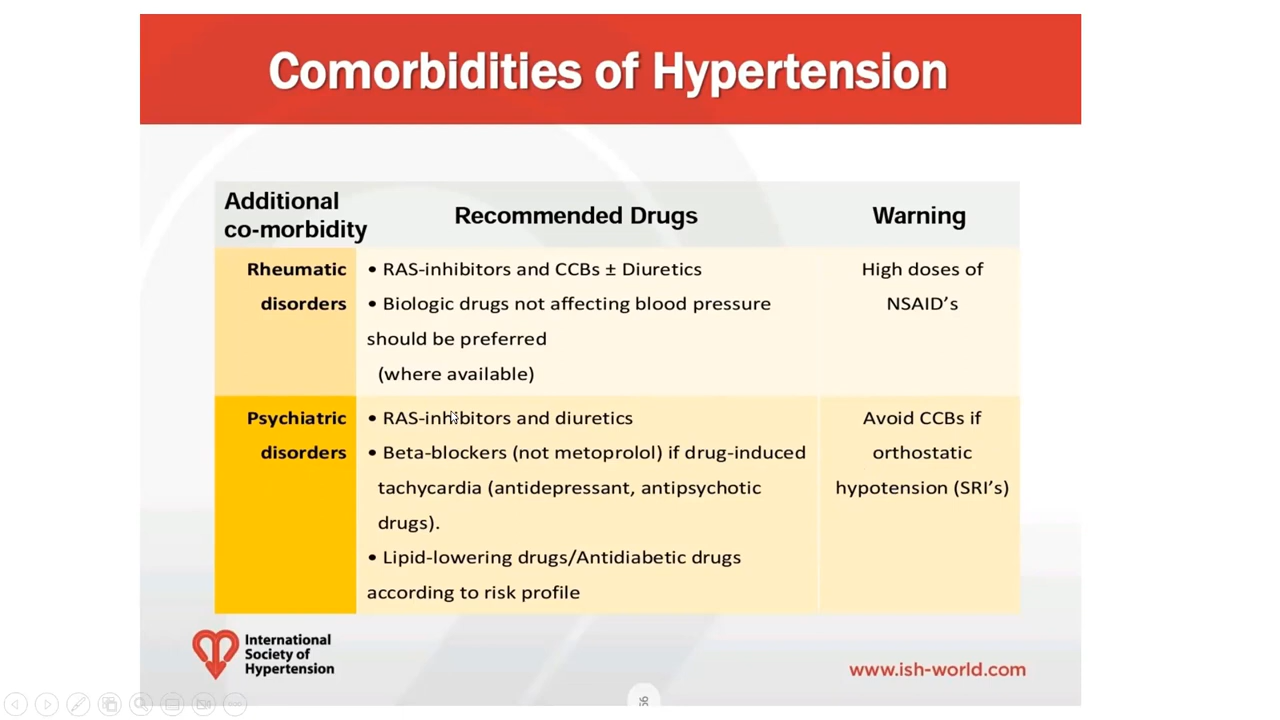 Comorbidities of Hypertension
Additional
co-morbidity
Recommended Drugs
Warning
Rheumatic
disorders
• RAS-inhibitors and CCBs ± Diuretics
• Biologic drugs not affecting blood pressure
should be preferred
(where available)
High doses of
NSAID's
Psychiatric
disorders
• RAS-inhibitors and diuretics
• Beta-blockers (not metoprolol) if drug-induced
tachycardia (antidepressant, antipsychotic
drugs).
• Lipid-lowering drugs/Antidiabetic drugs
according to risk profile
Avoid CCBs if
orthostatic
hypotension (SRI's)
International
Society of
Hypertension
www.ish-world.com